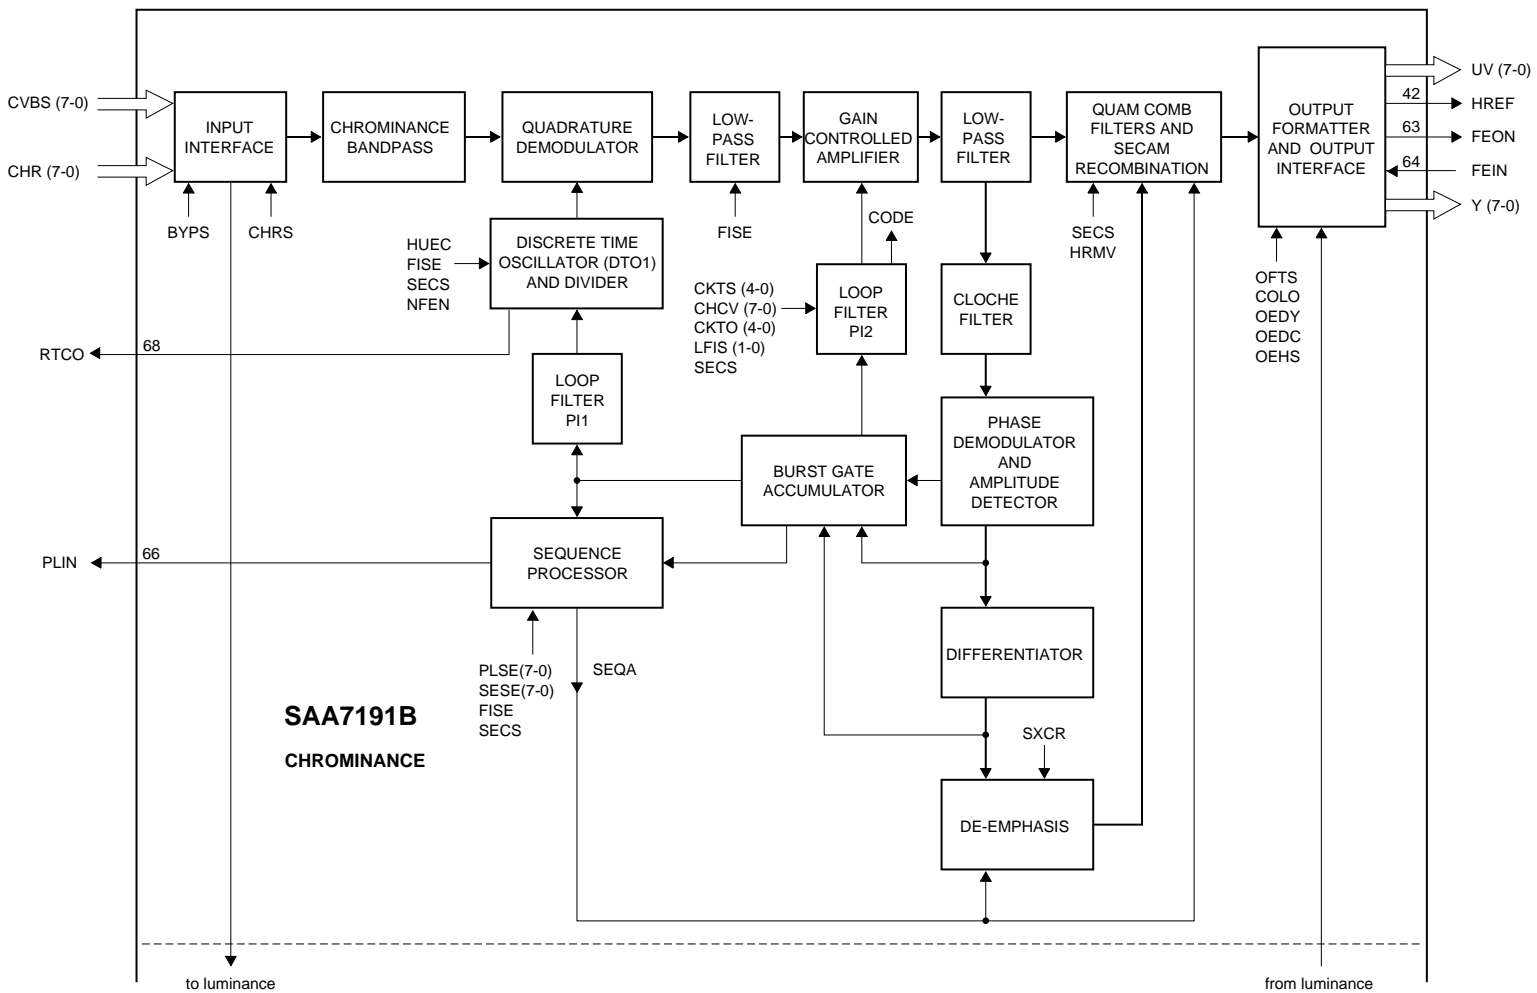 CVBS (7-0)
CHR (7-0)
INPUT
INTERFACE
BYPS
CHRS
CHROMINANCE
BANDPASS
QUADRATURE
DEMODULATOR
LOW-
PASS
FILTER
FISE
GAIN
CONTROLLED
AMPLIFIER
LOW-
PASS
FILTER
QUAM COMB
FILTERS AND
SECAM
RECOMBINATION
SECS
HRMV
OUTPUT
FORMATTER
AND OUTPUT
INTERFACE
UV (7-0)
42
HREF
63
FEON
64
FEIN
Y (7-0)
OFTS
COLO
OEDY
OEDC
OEHS
HUEC
FISE
SECS
NFEN
DISCRETE TIME
OSCILLATOR (DTO1)
AND DIVIDER
CODE
CKTS (4-0)
CHCV (7-0)
CKTO (4-0)
LFIS (1-0)
SECS
LOOP
FILTER
PI2
CLOCHE
FILTER
RTCO
68
LOOP
FILTER
PI1
BURST GATE
ACCUMULATOR
PHASE
DEMODULATOR
AND
AMPLITUDE
DETECTOR
PLIN
66
SEQUENCE
PROCESSOR
PLSE(7-0)
SESE(7-0)
FISE
SECS
SEQA
DIFFERENTIATOR
SXCR
DE-EMPHASIS
SAA7191B
CHROMINANCE
to luminance
from luminance